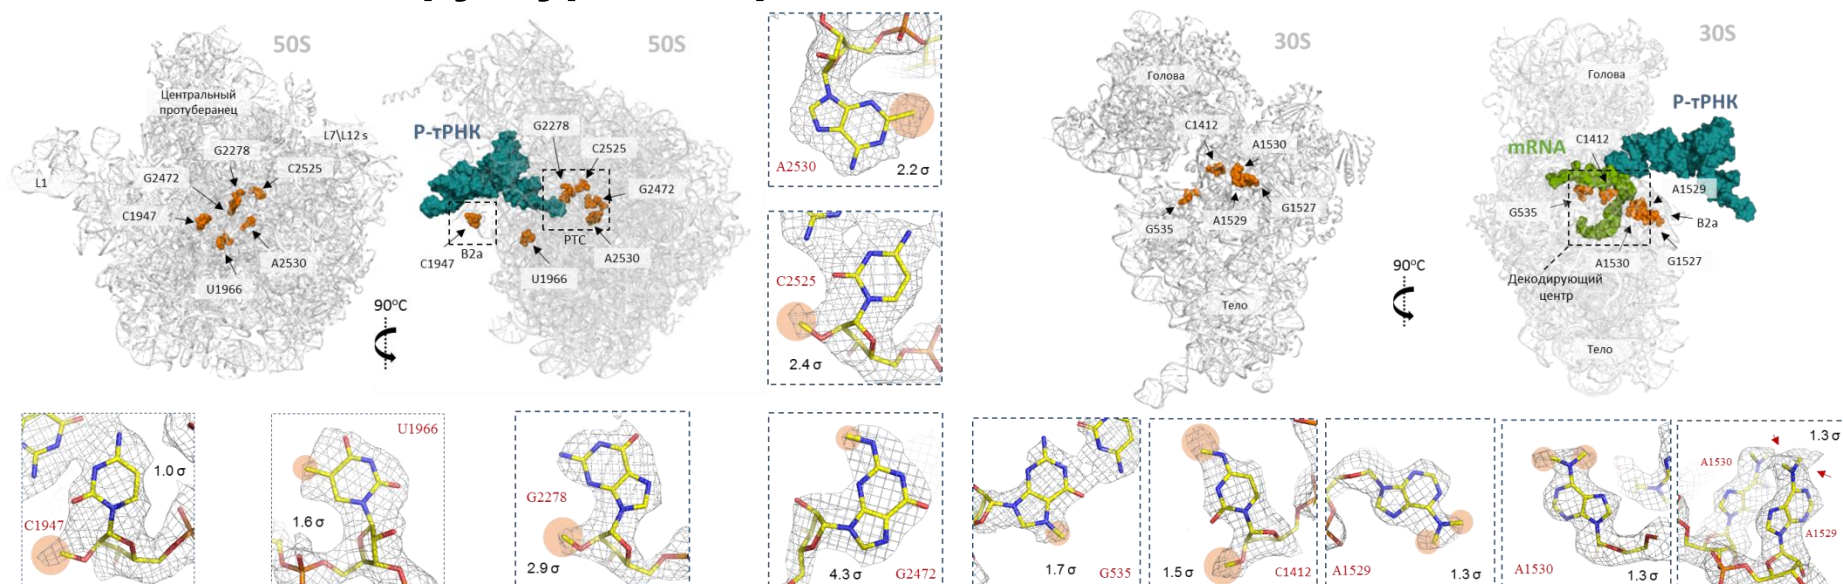 50S
Центральный
протуберанец
L7\L12 s
G2278
G2472
C2525
L1
C1947
A2530
U1966
90°C
50S
P-тРНК
G2278
C2525
G2472
C1947
B2a
PTC
A2530
U1966
A2530
2.2 σ
C2525
2.4 σ
30S
Голова
C1412
A1530
G535
A1529
G1527
Тело
90°C
30S
Голова
P-тРНК
mRNA
C1412
A1529
G535
B2a
A1530
G1527
Декодирующий
центр
Тело
1.0 σ
C1947
U1966
1.6 σ
G2278
2.9 σ
4.3 σ
G2472
1.7 σ
G535
1.5 σ
C1412
A1529
1.3 σ
A1530
1.3 σ
1.3 σ
A1530
A1529